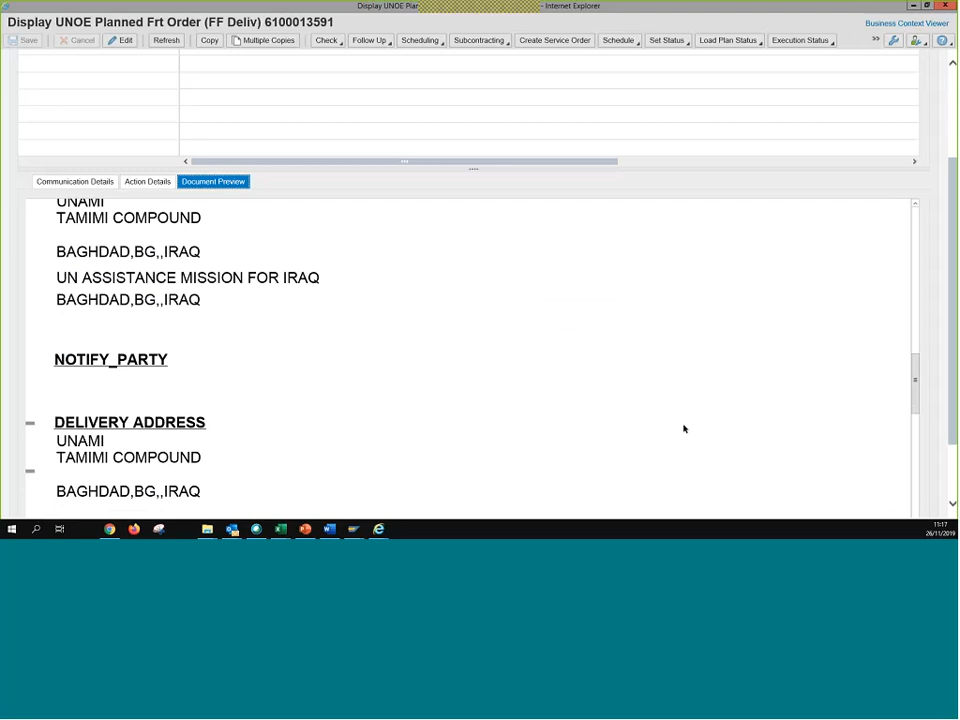 Display UNOE Plar - Internet Explorer
Display UNOE Planned Frt Order (FF Deliv) 6100013591
Business Context Viewer
Save Cancel Edit Refresh Copy Multiple Copies Check Follow Up Scheduling Subcontracting Create Service Order Schedule Set Status Load Plan Status Execution Status
Communication Details Action Details Document Preview
UNAMI
TAMIMI COMPOUND
BAGHDAD,BG,,IRAQ
UN ASSISTANCE MISSION FOR IRAQ
BAGHDAD,BG,,IRAQ
NOTIFY_PARTY
DELIVERY ADDRESS
UNAMI
TAMIMI COMPOUND
BAGHDAD,BG,,IRAQ
11:17
26/11/2019